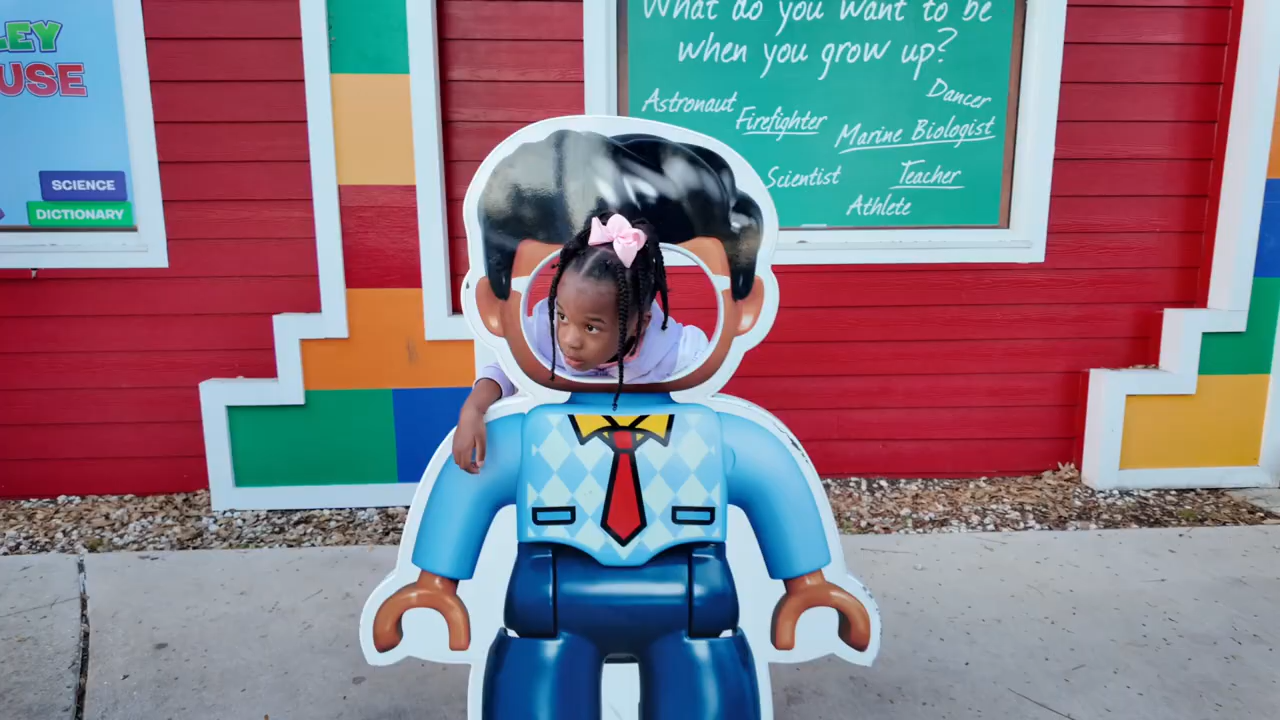 LEY
USE
SCIENCE
DICTIONARY
What do you want to be
when you grow up?
Astronaut
Firefighter
Dancer
Marine Biologist
Scientist
Teacher
Athlete